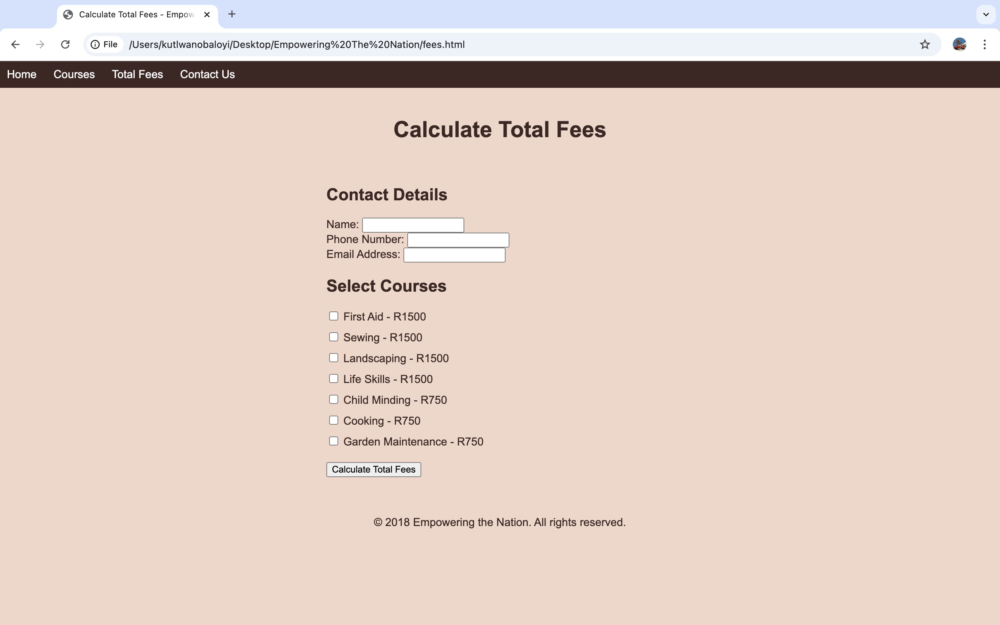 Calculate Total Fees - Empow
File /Users/kutlwanobaloyi/Desktop/Empowering%20The%20Nation/fees.html
Home Courses Total Fees Contact Us
Calculate Total Fees
Contact Details
Name:
Phone Number:
Email Address:
Select Courses
First Aid - R1500
Sewing - R1500
Landscaping - R1500
Life Skills - R1500
Child Minding - R750
Cooking - R750
Garden Maintenance - R750
Calculate Total Fees
© 2018 Empowering the Nation. All rights reserved.